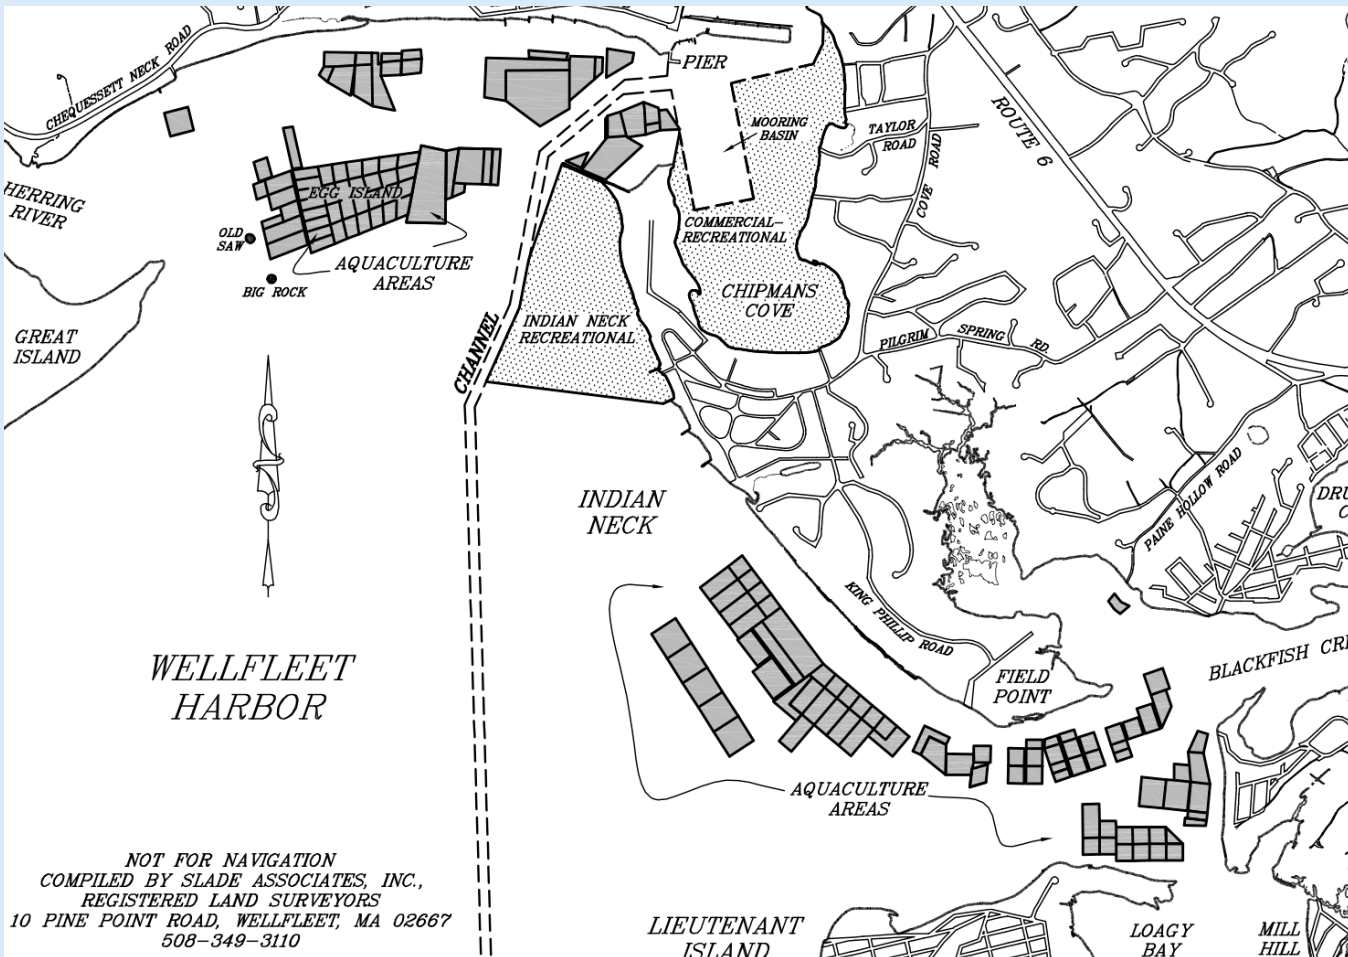 PIER
CHEQUESSETT NECK ROAD
ROUTE 6
MOORING
BASIN
TAYLOR
ROAD
COVE ROAD
HERRING
RIVER
EGG ISLAND
OLD
SAW
COMMERCIAL-
RECREATIONAL
AQUACULTURE
AREAS
BIG ROCK
CHIPMANS
COVE
GREAT
ISLAND
CHANNEL
INDIAN NECK
RECREATIONAL
PILGRIM SPRING RD
INDIAN
NECK
PAINE HOLLOW ROAD
DRU
C
KING PHILLIP ROAD
WELLFLEET
HARBOR
FIELD
POINT
BLACKFISH CRE
AQUACULTURE
AREAS
NOT FOR NAVIGATION
COMPILED BY SLADE ASSOCIATES, INC.,
REGISTERED LAND SURVEYORS
10 PINE POINT ROAD, WELLFLEET, MA 02667
508-349-3110
LIEUTENANT
ISLAND
LOAGY
BAY
MILL
HILL